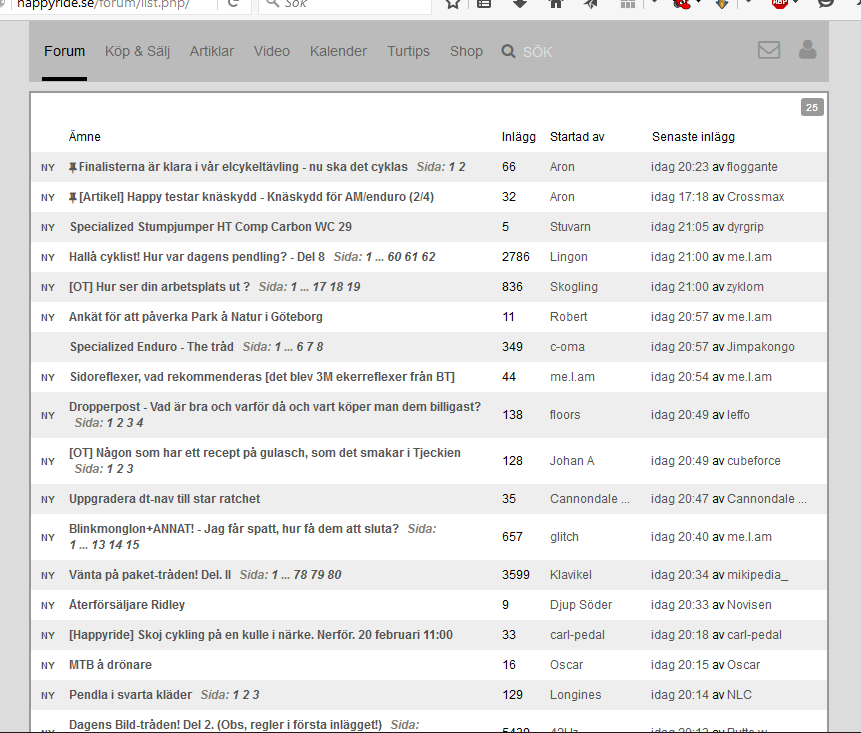 happyride.se/forum/list.php/ Sök
Forum Köp & Sälj Artiklar Video Kalender Turtips Shop SÖK
25
Ämne Inlägg Startad av Senaste inlägg
NY Finalisterna är klara i vår elcykeltävling - nu ska det cyklas Sida: 1 2 66 Aron idag 20:23 av floggante
NY [Artikel] Happy testar knäskydd - Knäskydd för AM/enduro (2/4) 32 Aron idag 17:18 av Crossmax
NY Specialized Stumpjumper HT Comp Carbon WC 29 5 Stuvarn idag 21:05 av dyrgrip
NY Hallå cyklist! Hur var dagens pendling? - Del 8 Sida: 1 ... 60 61 62 2786 Lingon idag 21:00 av me.l.am
NY [OT] Hur ser din arbetsplats ut ? Sida: 1 ... 17 18 19 836 Skogling idag 21:00 av zyklom
NY Ankät för att påverka Park å Natur i Göteborg 11 Robert idag 20:57 av me.l.am
Specialized Enduro - The tråd Sida: 1 ... 6 7 8 349 c-oma idag 20:57 av Jimpakongo
NY Sidoreflexer, vad rekommenderas [det blev 3M ekerreflexer från BT] 44 me.l.am idag 20:54 av me.l.am
NY Dropperpost - Vad är bra och varför då och vart köper man dem billigast?
Sida: 1 2 3 4 138 floors idag 20:49 av leffo
NY [OT] Någon som har ett recept på gulasch, som det smakar i Tjeckien
Sida: 1 2 3 128 Johan A idag 20:49 av cubeforce
NY Uppgradera dt-nav till star ratchet 35 Cannondale ... idag 20:47 av Cannondale ...
NY Blinkmonglon+ANNAT! - Jag får spatt, hur få dem att sluta? Sida:
1 ... 13 14 15 657 glitch idag 20:40 av me.l.am
NY Vänta på paket-tråden! Del. II Sida: 1 ... 78 79 80 3599 Klavikel idag 20:34 av mikipedia_
NY Återförsäljare Ridley 9 Djup Söder idag 20:33 av Novisen
NY [Happyride] Skoj cykling på en kulle i närke. Nerför. 20 februari 11:00 33 carl-pedal idag 20:18 av carl-pedal
NY MTB å drönare 16 Oscar idag 20:15 av Oscar
NY Pendla i svarta kläder Sida: 1 2 3 129 Longines idag 20:14 av NLC
Dagens Bild-tråden! Del 2. (Obs, regler i första inlägget!) Sida: